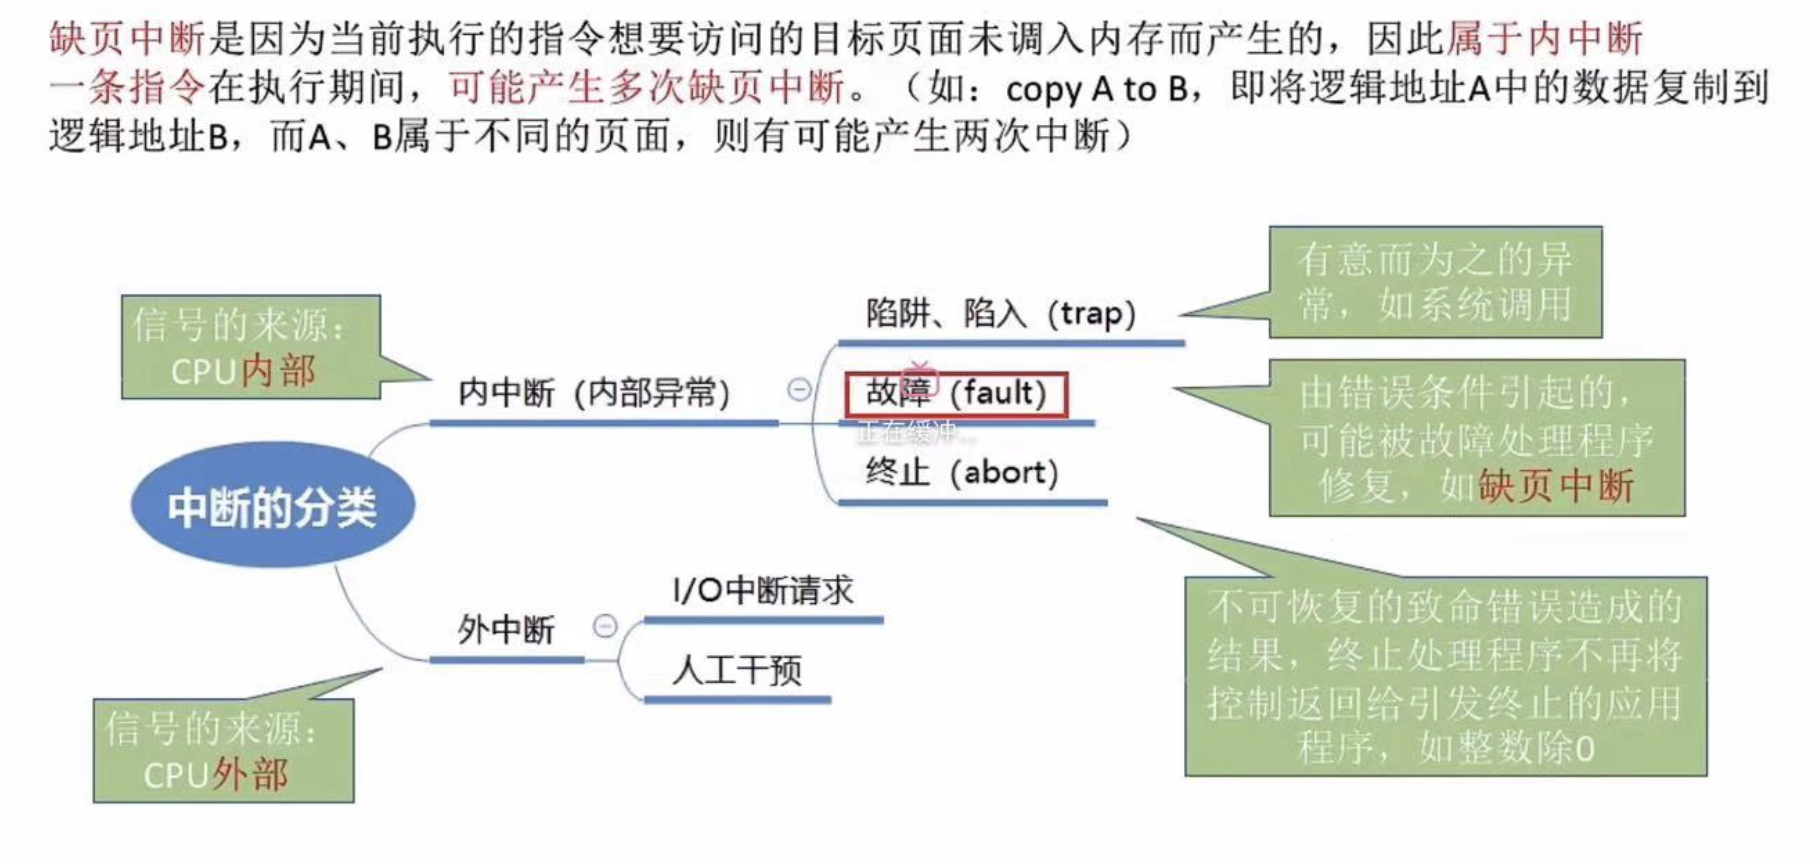 缺页中断是因为当前执行的指令想要访问的目标页面未调入内存而产生的，因此属于内中断
一条指令在执行期间，可能产生多次缺页中断。（如：copy A to B，即将逻辑地址A中的数据复制到
逻辑地址B，而A、B属于不同的页面，则有可能产生两次中断）
有意而为之的异
常，如系统调用
信号的来源：
CPU内部
陷阱、陷入（trap）
内中断（内部异常）
故障（fault）
正在缓冲...
由错误条件引起的，
可能被故障处理程序
修复，如缺页中断
终止（abort）
中断的分类
I/O中断请求
外中断
人工干预
不可恢复的致命错误造成的
结果，终止处理程序不再将
控制返回给引发终止的应用
程序，如整数除0
信号的来源：
CPU外部